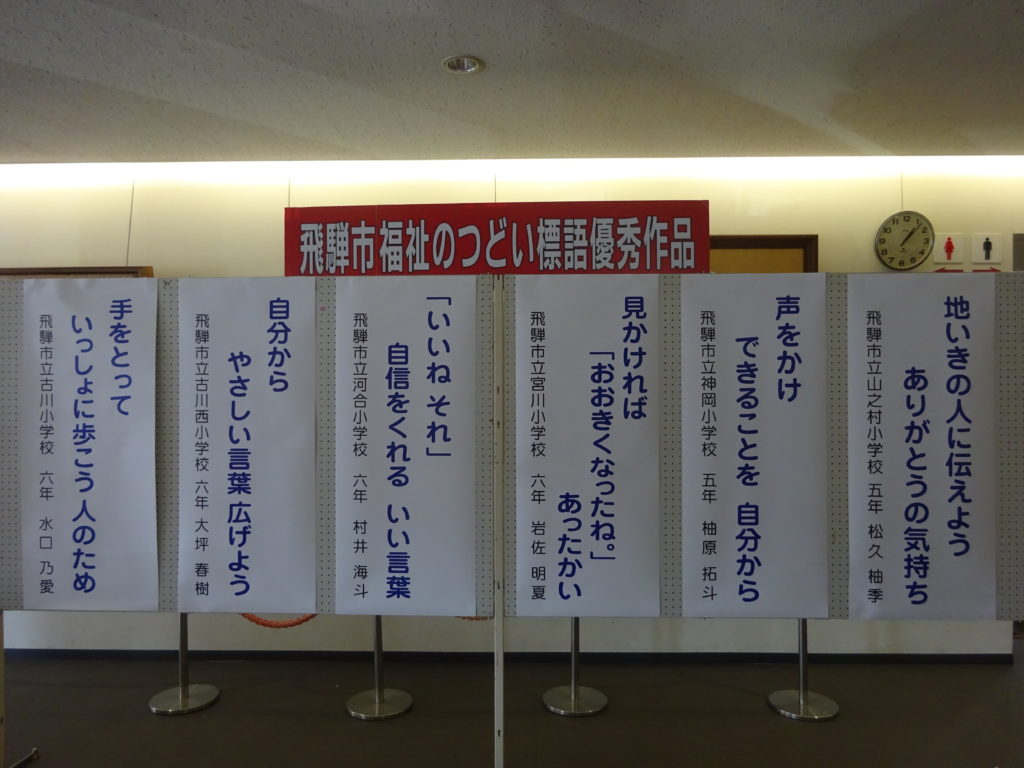 飛騨市福祉のつどい標語優秀作品
地いきの人に伝えよう
ありがとうの気持ち
飛騨市立山之村小学校 五年 松久 柚季
声をかけ
できることを 自分から
飛騨市立神岡小学校 五年 柚原 拓斗
見かければ
「おおきくなったね。」
あったかい
飛騨市立宮川小学校 六年 岩佐 明夏
「いいね それ」
自信をくれる いい言葉
飛騨市立河合小学校 六年 村井 海斗
自分から
やさしい言葉 広げよう
飛騨市立古川西小学校 六年 大坪 春樹
手をとって
いっしょに歩こう 人のため
飛騨市立古川小学校 六年 水口 乃愛